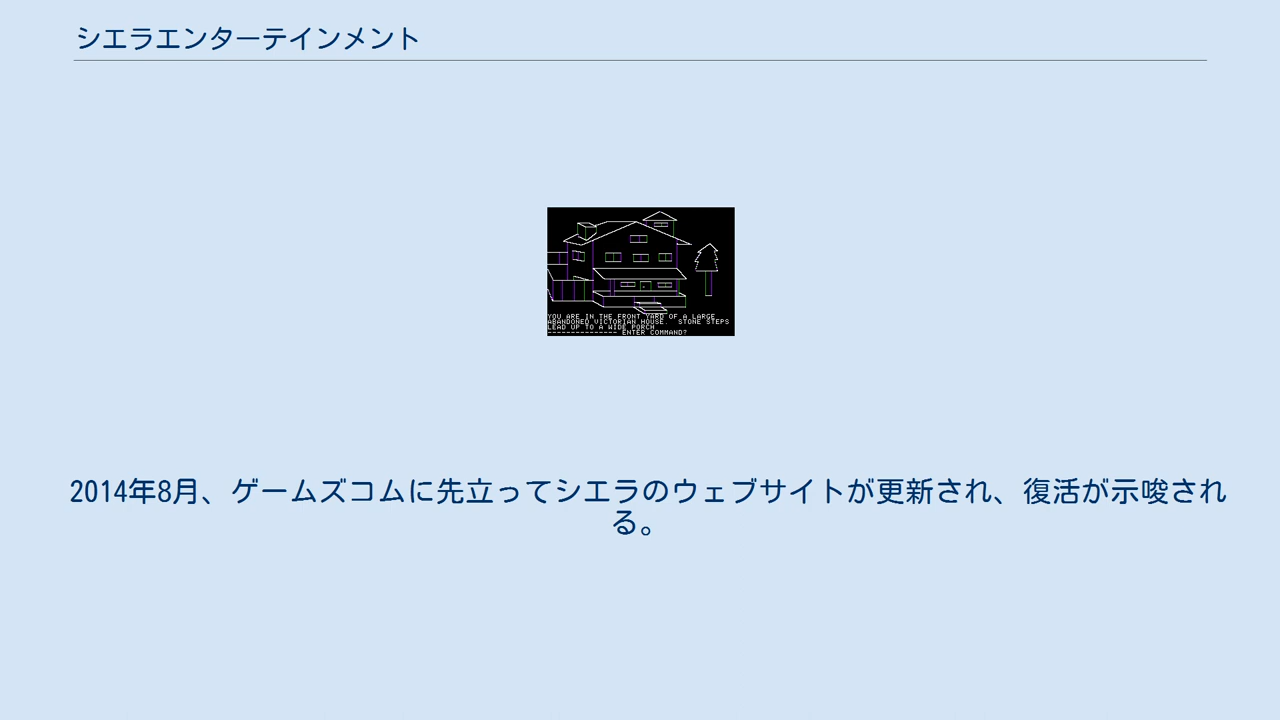 シエラエンターテインメント
YOU ARE IN THE FRONT YARD OF A LARGE
ABANDONED VICTORIAN HOUSE. STONE STEPS
LEAD UP TO A WIDE PORCH
--------------- ENTER COMMAND?
2014年8月、ゲームズコムに先立ってシエラのウェブサイトが更新され、復活が示唆され
る。